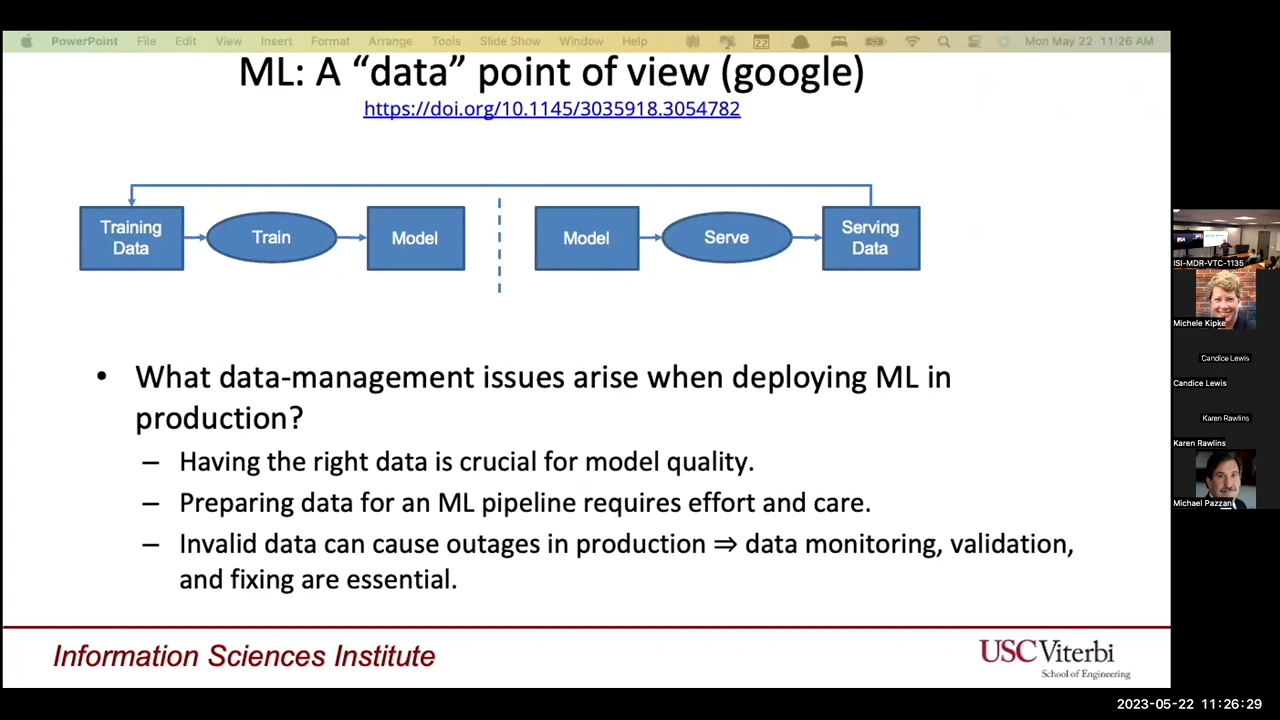 PowerPoint File Edit View Insert Format Arrange Tools Slide Show Window Help 22 Mon May 22 11:26 AM
ML: A “data” point of view (google)
https://doi.org/10.1145/3035918.3054782
Training
Data
Train
Model
Model
Serve
Serving
Data
• What data-management issues arise when deploying ML in
production?
– Having the right data is crucial for model quality.
– Preparing data for an ML pipeline requires effort and care.
– Invalid data can cause outages in production ⇒ data monitoring, validation,
and fixing are essential.
Information Sciences Institute
USC Viterbi
School of Engineering
ISI-MDR-VTC-1135
Michele Kipke
Candice Lewis
Candice Lewis
Karen Rawlins
Karen Rawlins
Michael Pazzan
2023-05-22 11:26:29